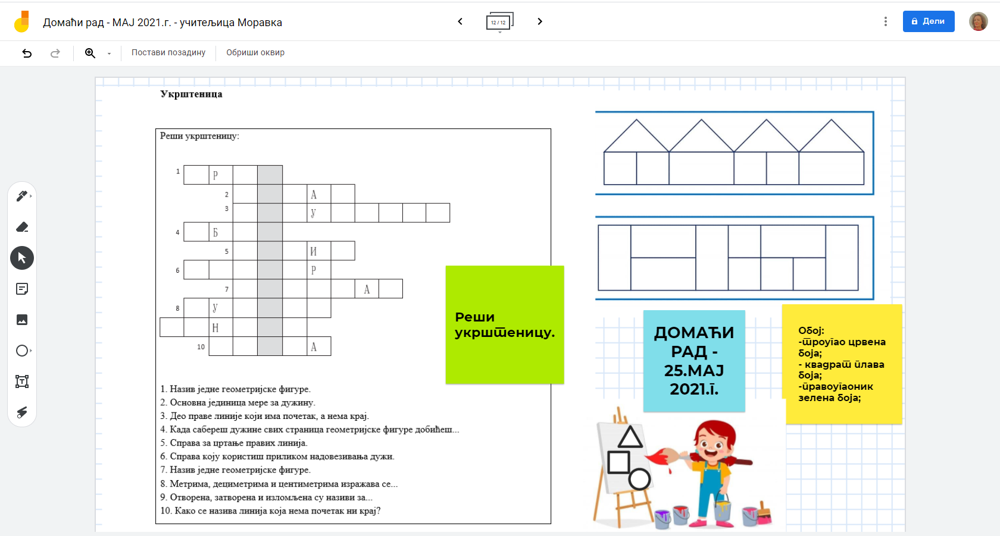 Домаћи рад - МАЈ 2021.г. - учитељица Моравка
12 / 12
Дели
Постави позадину
Обриши оквир
Укрштеница
Реши укрштеницу:
1 Р
2 А
3 У
4 Б
5 И
6 Р
7 А
8 У
Н
10 А
1. Назив једне геометријске фигуре.
2. Основна јединица мере за дужину.
3. Део праве линије који има почетак, а нема крај.
4. Када сабереш дужине свих страница геометријске фигуре добићеш...
5. Справа за цртање правих линија.
6. Справа коју користиш приликом надовезивања дужи.
7. Назив једне геометријске фигуре.
8. Метрима, дециметрима и центиметрима изражава се...
9. Отворена, затворена и изломљена су називи за...
10. Како се назива линија која нема почетак ни крај?
Реши
укрштеницу.
ДОМАЋИ
РАД -
25.МАЈ
2021.г.
Обој:
-троугао црвена
боја;
- квадрат плава
боја;
-правоугаоник
зелена боја;
T